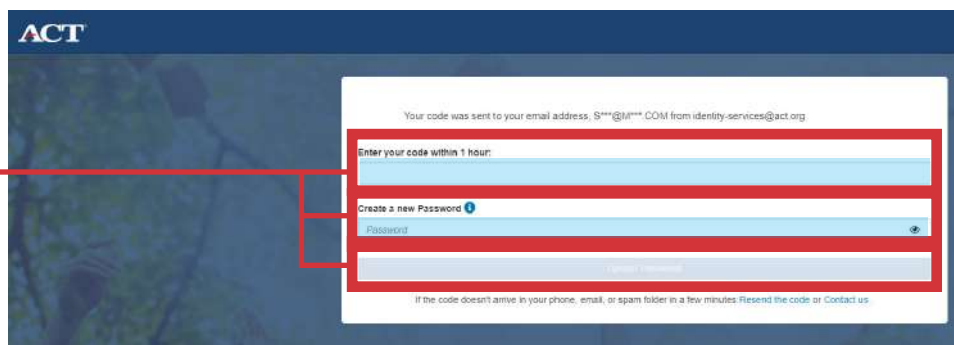 ACT
Your code was sent to your email address, S***@M***.COM from identity-services@act.org
Enter your code within 1 hour:
Create a new Password
Password
If the code doesn't arrive in your phone, email, or spam folder in a few minutes Resend the code or Contact us